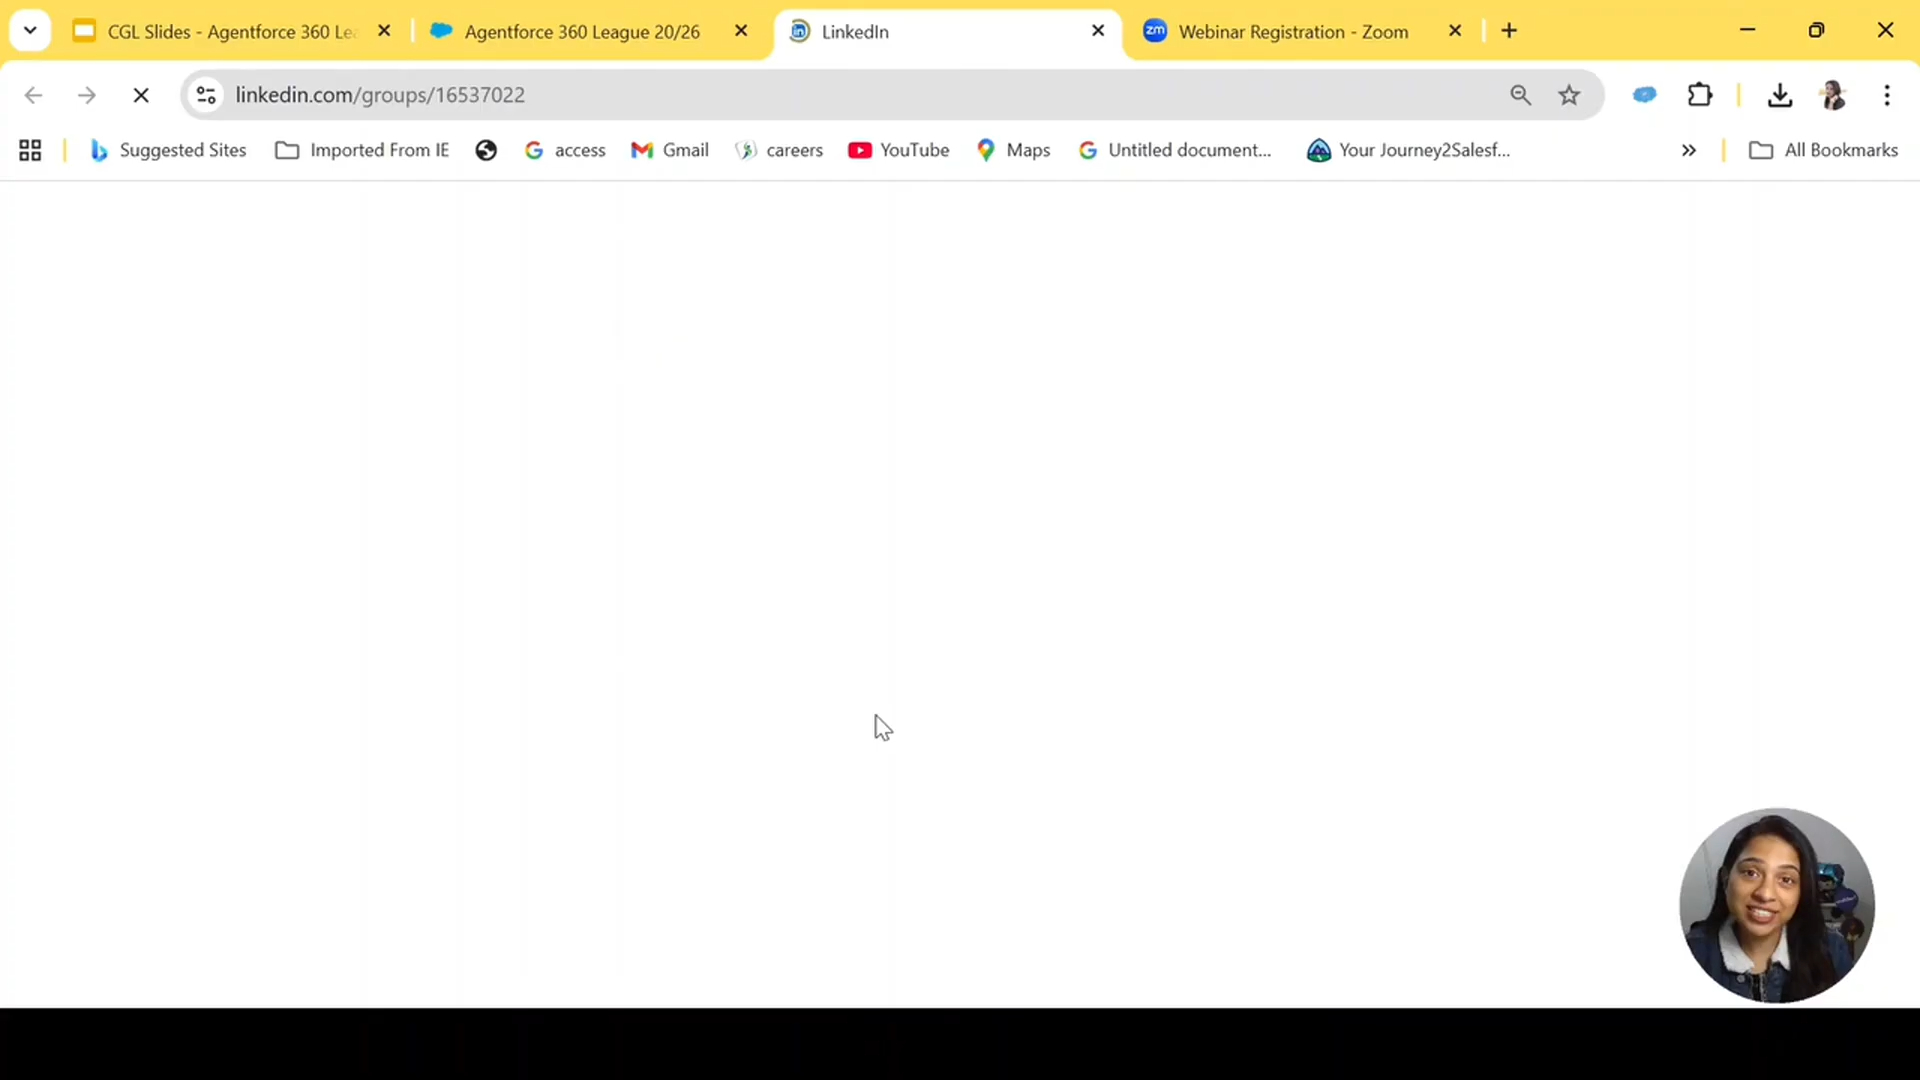 CGL Slides - Agentforce 360 Le
Agentforce 360 League 20/26
LinkedIn
zm
Webinar Registration - Zoom
linkedin.com/groups/16537022
Suggested Sites
Imported From IE
access
Gmail
careers
YouTube
Maps
Untitled document...
Your Journey2Salesf...
All Bookmarks